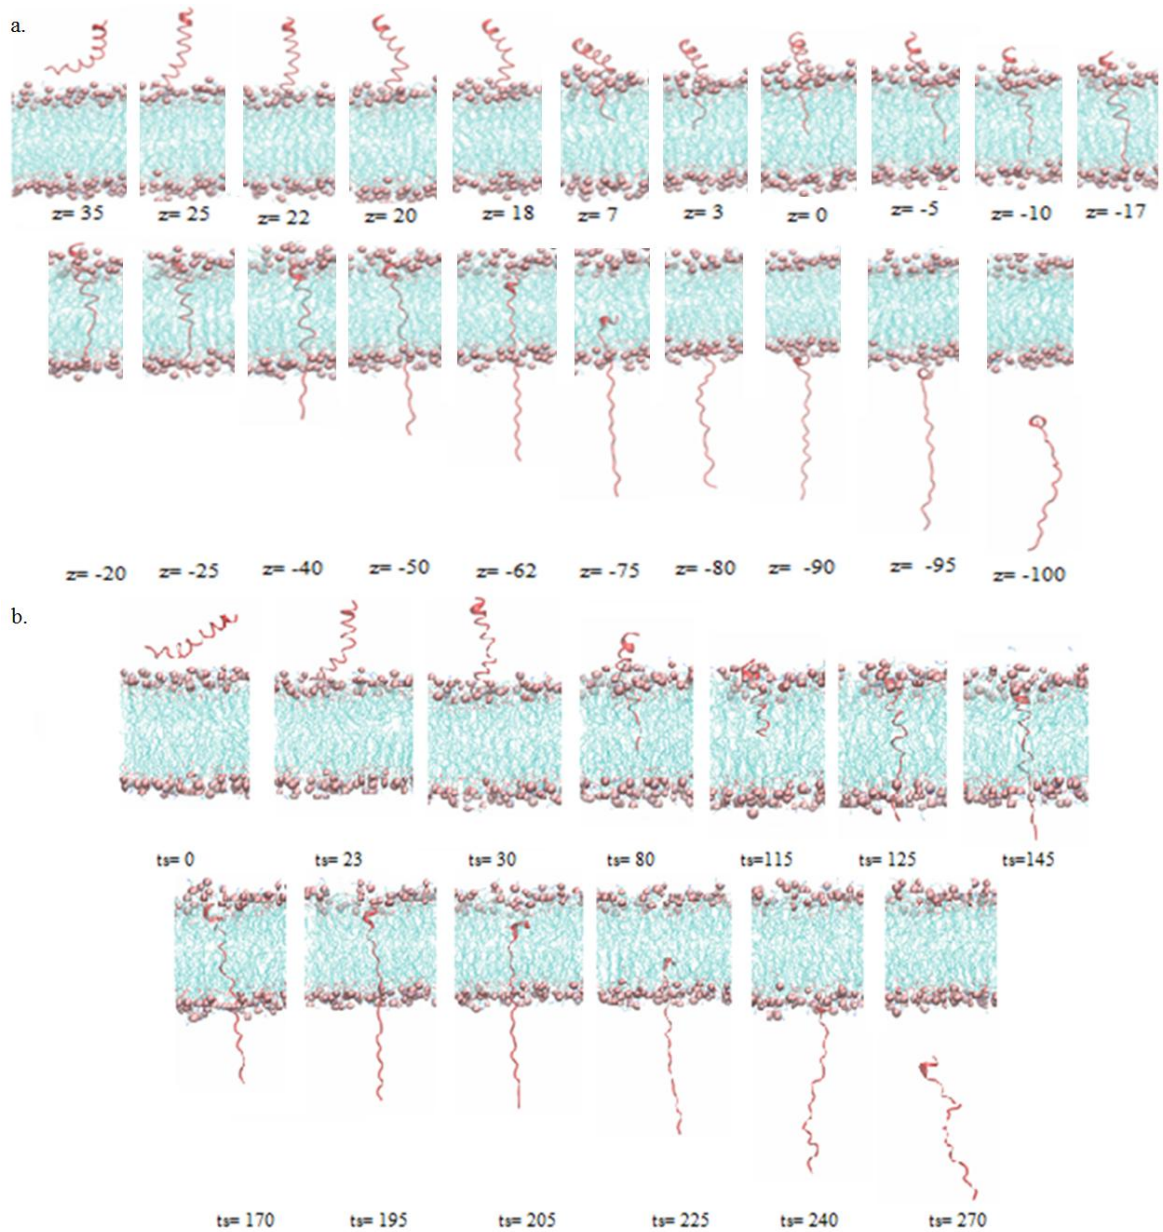 a.
z= 35 z= 25 z= 22 z= 20 z= 18 z= 7 z= 3 z= 0 z= -5 z= -10 z= -17
z= -20 z= -25 z= -40 z= -50 z= -62 z= -75 z= -80 z= -90 z= -95 z= -100
b.
ts= 0 ts= 23 ts= 30 ts= 80 ts=115 ts= 125 ts=145
ts= 170 ts= 195 ts= 205 ts= 225 ts= 240 ts= 270